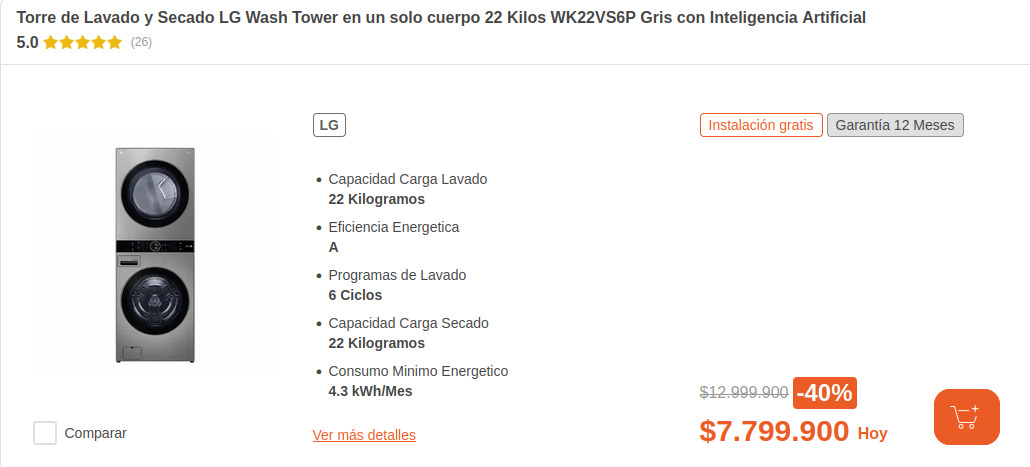 Torre de Lavado y Secado LG Wash Tower en un solo cuerpo 22 Kilos WK22VS6P Gris con Inteligencia Artificial
5.0 (26)
LG
Instalación gratis
Garantía 12 Meses
Capacidad Carga Lavado
22 Kilogramos
Eficiencia Energetica
A
Programas de Lavado
6 Ciclos
Capacidad Carga Secado
22 Kilogramos
Consumo Minimo Energetico
4.3 kWh/Mes
$12.999.900 -40%
$7.799.900 Hoy
Comparar
Ver más detalles